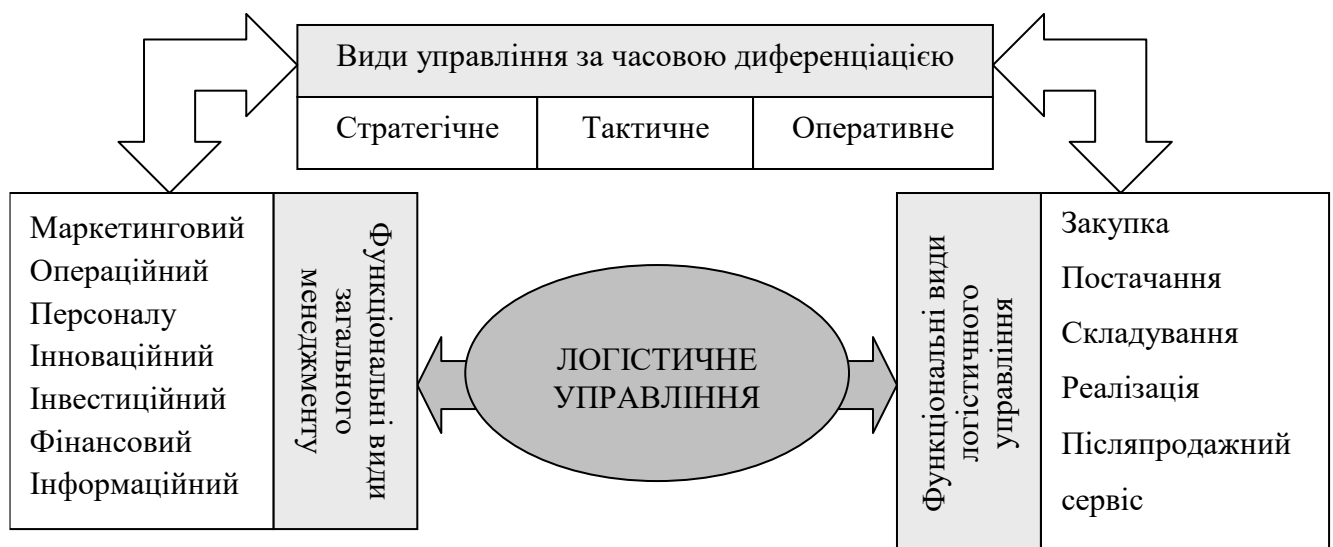 Види управління за часовою диференціацією
Стратегічне
Тактичне
Оперативне
Маркетинговий
Операційний
Персоналу
Інноваційний
Інвестиційний
Фінансовий
Інформаційний
Функціональні види
загального
менеджменту
ЛОГІСТИЧНЕ
УПРАВЛІННЯ
Функціональні види
логістичного
управління
Закупка
Постачання
Складування
Реалізація
Післяпродажний
сервіс